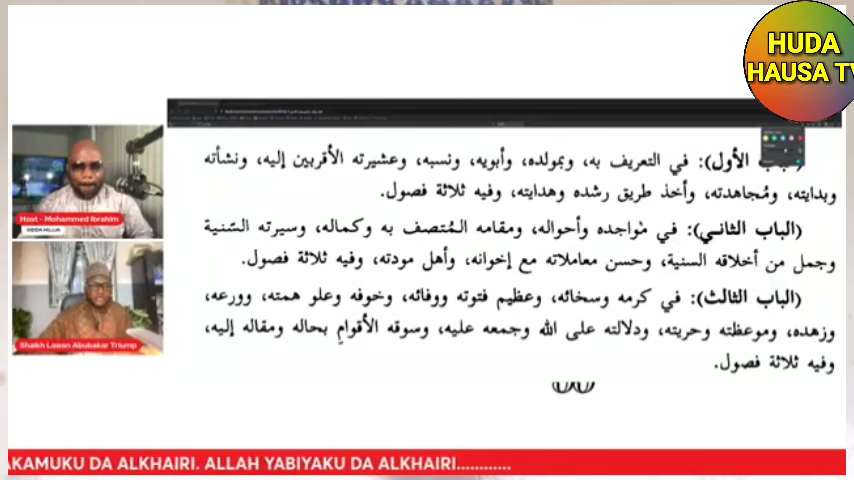 HUDA
HAUSA TV
(الباب الأول): في التعريف به، وبمولده، وأبويه، ونسبه، وعشيرته الأقربين إليه، ونشأته
وبدايته، ومُجاهدته، وأخذ طريق رشده وهدايته، وفيه ثلاثة فصول.
(الباب الثاني): في مُواجده وأحواله، ومقامه المُتصف به وكماله، وسيرته السّنية
وجمل من أخلاقه السنية، وحسن معاملاته مع إخوانه، وأهل مودته، وفيه ثلاثة فصول.
(الباب الثالث): في كرمه وسخائه، وعظيم فتوته ووفائه، وخوفه وعلو همته، وورعه،
وزهده، وموعظته وحريته، ودلالته على الله وجمعه عليه، وسوقه الأقوامِ بحاله ومقاله إليه،
وفيه ثلاثة فصول.
Host - Mohammed Ibrahim
Shaikh Lawan Abubakar Triump
AKAMUKU DA ALKHAIRI. ALLAH YABIYAKU DA ALKHAIRI............